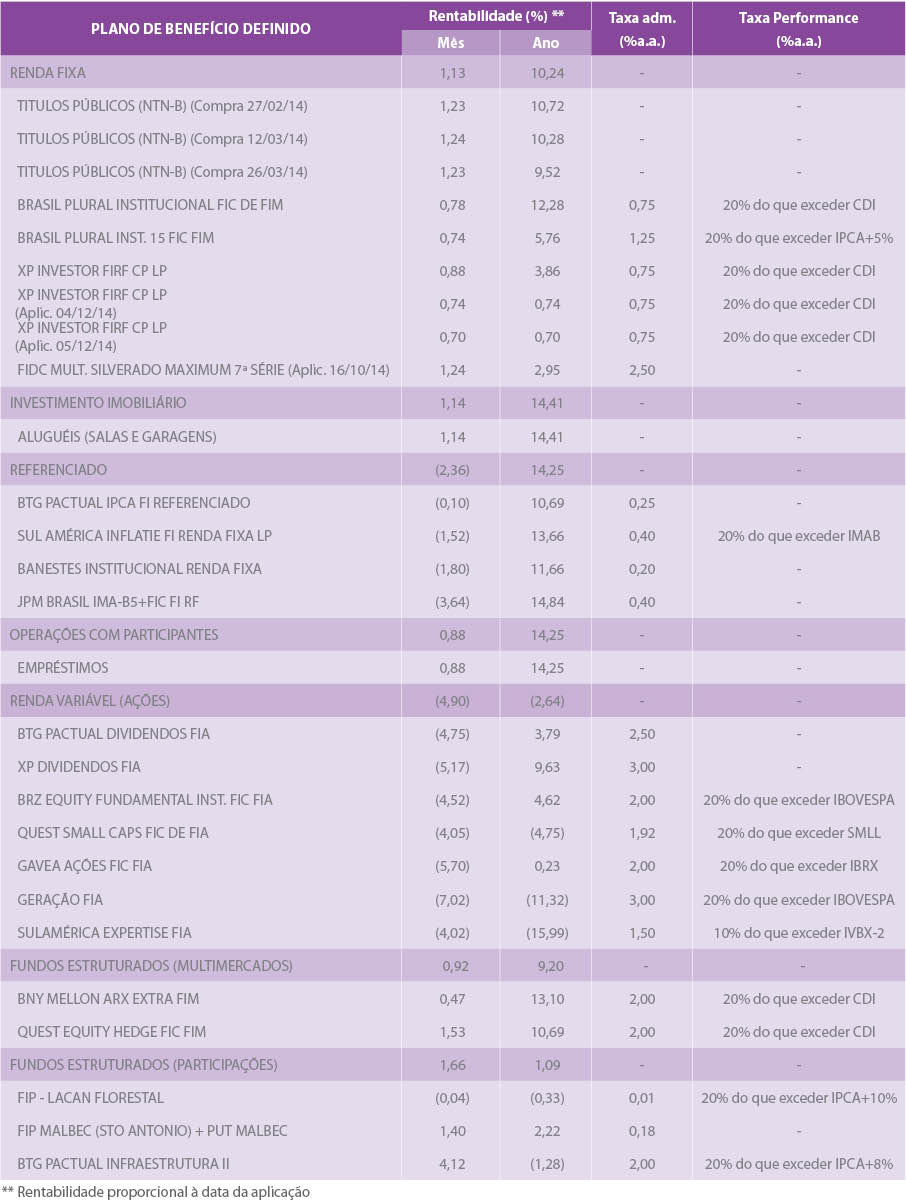 PLANO DE BENEFÍCIO DEFINIDO Rentabilidade (%) ** Taxa adm. (%a.a.) Taxa Performance (%a.a.)
Mês Ano
RENDA FIXA 1,13 10,24 - -
TITULOS PÚBLICOS (NTN-B) (Compra 27/02/14) 1,23 10,72 - -
TITULOS PÚBLICOS (NTN-B) (Compra 12/03/14) 1,24 10,28 - -
TITULOS PÚBLICOS (NTN-B) (Compra 26/03/14) 1,23 9,52 - -
BRASIL PLURAL INSTITUCIONAL FIC DE FIM 0,78 12,28 0,75 20% do que exceder CDI
BRASIL PLURAL INST. 15 FIC FIM 0,74 5,76 1,25 20% do que exceder IPCA+5%
XP INVESTOR FIRF CP LP 0,88 3,86 0,75 20% do que exceder CDI
XP INVESTOR FIRF CP LP
(Aplic. 04/12/14) 0,74 0,74 0,75 20% do que exceder CDI
XP INVESTOR FIRF CP LP
(Aplic. 05/12/14) 0,70 0,70 0,75 20% do que exceder CDI
FIDC MULT. SILVERADO MAXIMUM 7ª SÉRIE (Aplic. 16/10/14) 1,24 2,95 2,50 -
INVESTIMENTO IMOBILIÁRIO 1,14 14,41 - -
ALUGUÉIS (SALAS E GARAGENS) 1,14 14,41 - -
REFERENCIADO (2,36) 14,25 - -
BTG PACTUAL IPCA FI REFERENCIADO (0,10) 10,69 0,25 -
SUL AMÉRICA INFLATIE FI RENDA FIXA LP (1,52) 13,66 0,40 20% do que exceder IMAB
BANESTES INSTITUCIONAL RENDA FIXA (1,80) 11,66 0,20 -
JPM BRASIL IMA-B5+FIC FI RF (3,64) 14,84 0,40 -
OPERAÇÕES COM PARTICIPANTES 0,88 14,25 - -
EMPRÉSTIMOS 0,88 14,25 - -
RENDA VARIÁVEL (AÇÕES) (4,90) (2,64) - -
BTG PACTUAL DIVIDENDOS FIA (4,75) 3,79 2,50 -
XP DIVIDENDOS FIA (5,17) 9,63 3,00 -
BRZ EQUITY FUNDAMENTAL INST. FIC FIA (4,52) 4,62 2,00 20% do que exceder IBOVESPA
QUEST SMALL CAPS FIC DE FIA (4,05) (4,75) 1,92 20% do que exceder SMLL
GAVEA AÇÕES FIC FIA (5,70) 0,23 2,00 20% do que exceder IBRX
GERAÇÃO FIA (7,02) (11,32) 3,00 20% do que exceder IBOVESPA
SULAMÉRICA EXPERTISE FIA (4,02) (15,99) 1,50 10% do que exceder IVBX-2
FUNDOS ESTRUTURADOS (MULTIMERCADOS) 0,92 9,20 - -
BNY MELLON ARX EXTRA FIM 0,47 13,10 2,00 20% do que exceder CDI
QUEST EQUITY HEDGE FIC FIM 1,53 10,69 2,00 20% do que exceder CDI
FUNDOS ESTRUTURADOS (PARTICIPAÇÕES) 1,66 1,09 - -
FIP - LACAN FLORESTAL (0,04) (0,33) 0,01 20% do que exceder IPCA+10%
FIP MALBEC (STO ANTONIO) + PUT MALBEC 1,40 2,22 0,18 -
BTG PACTUAL INFRAESTRUTURA II 4,12 (1,28) 2,00 20% do que exceder IPCA+8%
** Rentabilidade proporcional à data da aplicação